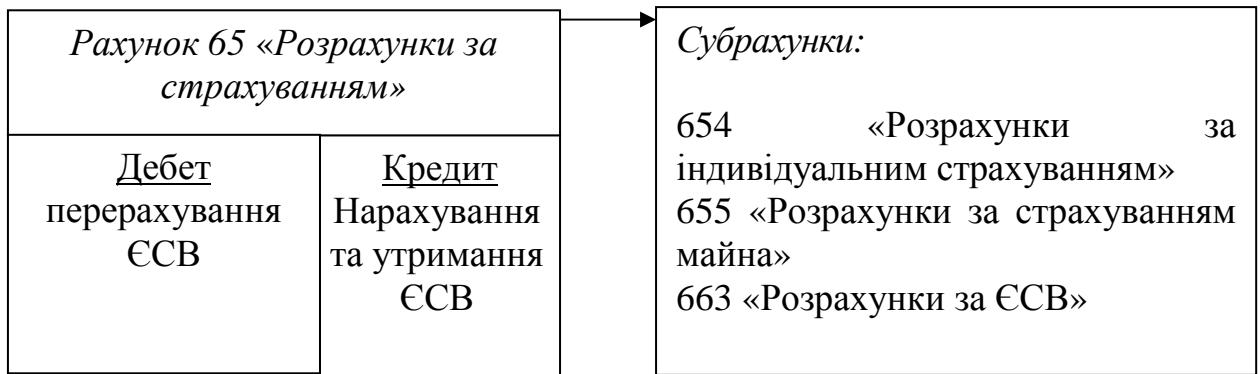 Рахунок 65 «Розрахунки за
страхуванням»
Дебет
перерахування
ЄСВ
Кредит
Нарахування
та утримання
ЄСВ
Субрахунки:
654 «Розрахунки за
індивідуальним страхуванням»
655 «Розрахунки за страхуванням
майна»
663 «Розрахунки за ЄСВ»